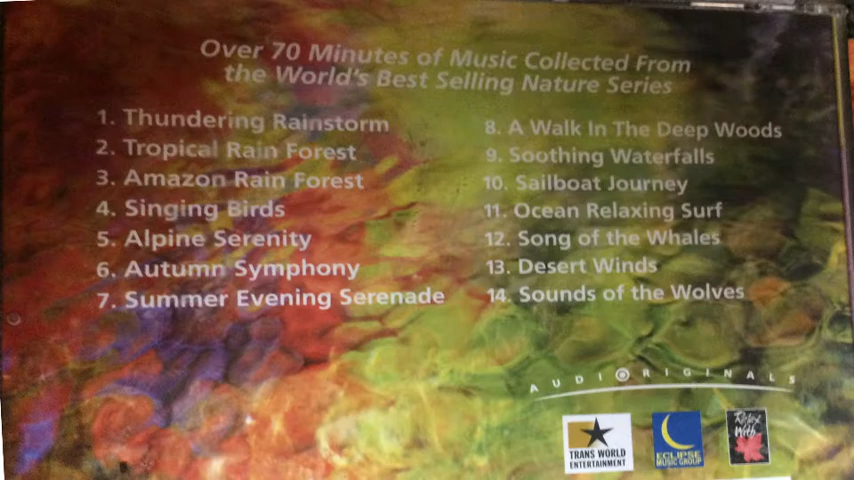 Over 70 Minutes of Music Collected From
the World's Best Selling Nature Series
1. Thundering Rainstorm
2. Tropical Rain Forest
3. Amazon Rain Forest
4. Singing Birds
5. Alpine Serenity
6. Autumn Symphony
7. Summer Evening Serenade
8. A Walk In The Deep Woods
9. Soothing Waterfalls
10. Sailboat Journey
11. Ocean Relaxing Surf
12. Song of the Whales
13. Desert Winds
14. Sounds of the Wolves
AUDIORIGINALS
TRANS WORLD
ENTERTAINMENT
ECLIPSE
MUSIC GROUP
Relax
With